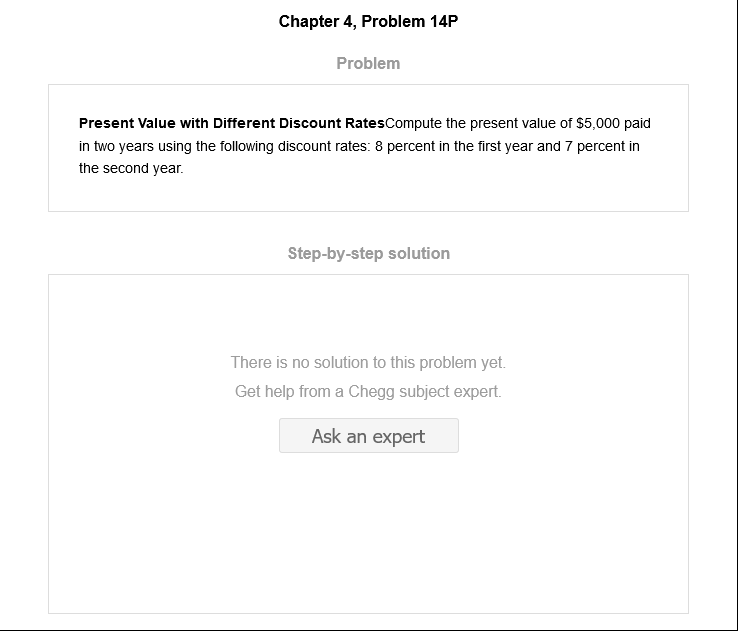 Chapter 4, Problem 14P
Problem
Present Value with Different Discount RatesCompute the present value of $5,000 paid
in two years using the following discount rates: 8 percent in the first year and 7 percent in
the second year.
Step-by-step solution
There is no solution to this problem yet.
Get help from a Chegg subject expert.
Ask an expert